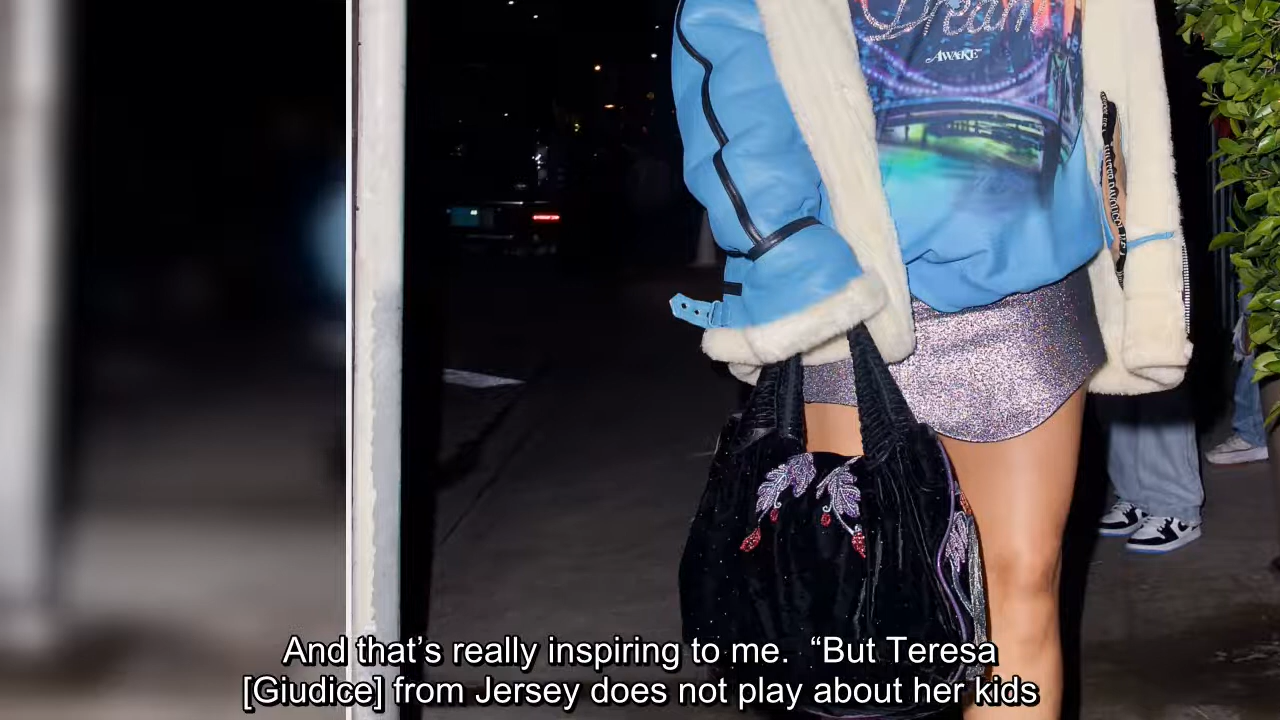 Dream
AWAKE
And that’s really inspiring to me.  “But Teresa
[Giudice] from Jersey does not play about her kids